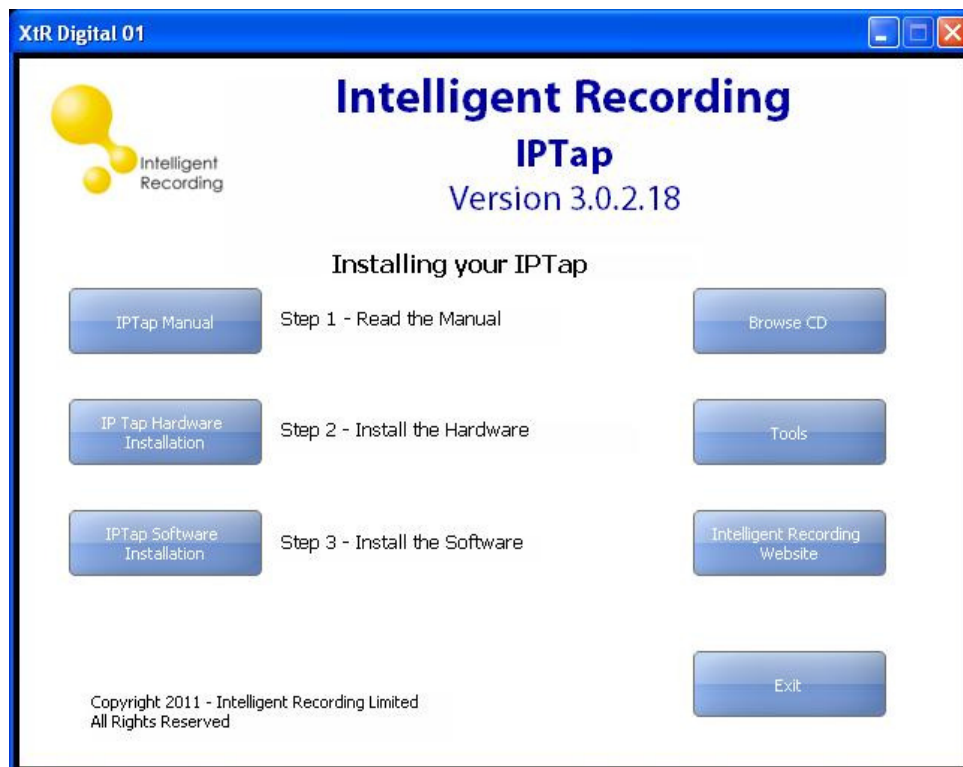 XtR Digital 01
Intelligent Recording
IPTap
Version 3.0.2.18
Intelligent
Recording
Installing your IPTap
IPTap Manual
Step 1 - Read the Manual
Browse CD
IP Tap Hardware
Installation
Step 2 - Install the Hardware
Tools
IPTap Software
Installation
Step 3 - Install the Software
Intelligent Recording
Website
Exit
Copyright 2011 - Intelligent Recording Limited
All Rights Reserved